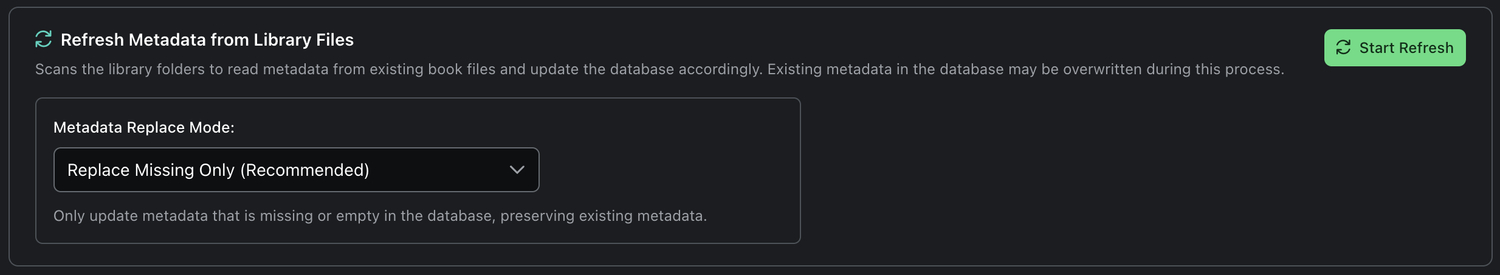 Refresh Metadata from Library Files
Start Refresh
Scans the library folders to read metadata from existing book files and update the database accordingly. Existing metadata in the database may be overwritten during this process.
Metadata Replace Mode:
Replace Missing Only (Recommended)
Only update metadata that is missing or empty in the database, preserving existing metadata.